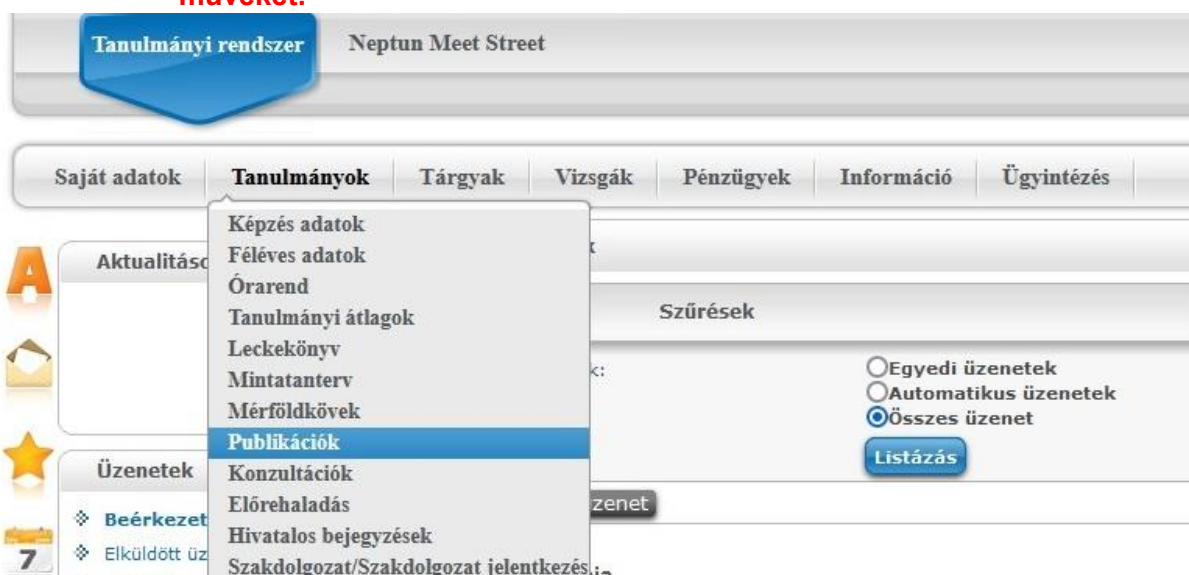 műveket.
Tanulmányi rendszer Neptun Meet Street
Saját adatok Tanulmányok Tárgyak Vizsgák Pénzügyek Információ Ügyintézés
Képzés adatok
Féléves adatok
Órarend
Tanulmányi átlagok
Leckekönyv
Mintatanterv
Mérföldkövek
Publikációk
Konzultációk
Előrehaladás
Hivatalos bejegyzések
Szakdolgozat/Szakdolgozat jelentkezés
Üzenetek
Elküldött üz
7
Szűrések
Egyedi üzenetek
Automatikus üzenetek
Összes üzenet
Listázás